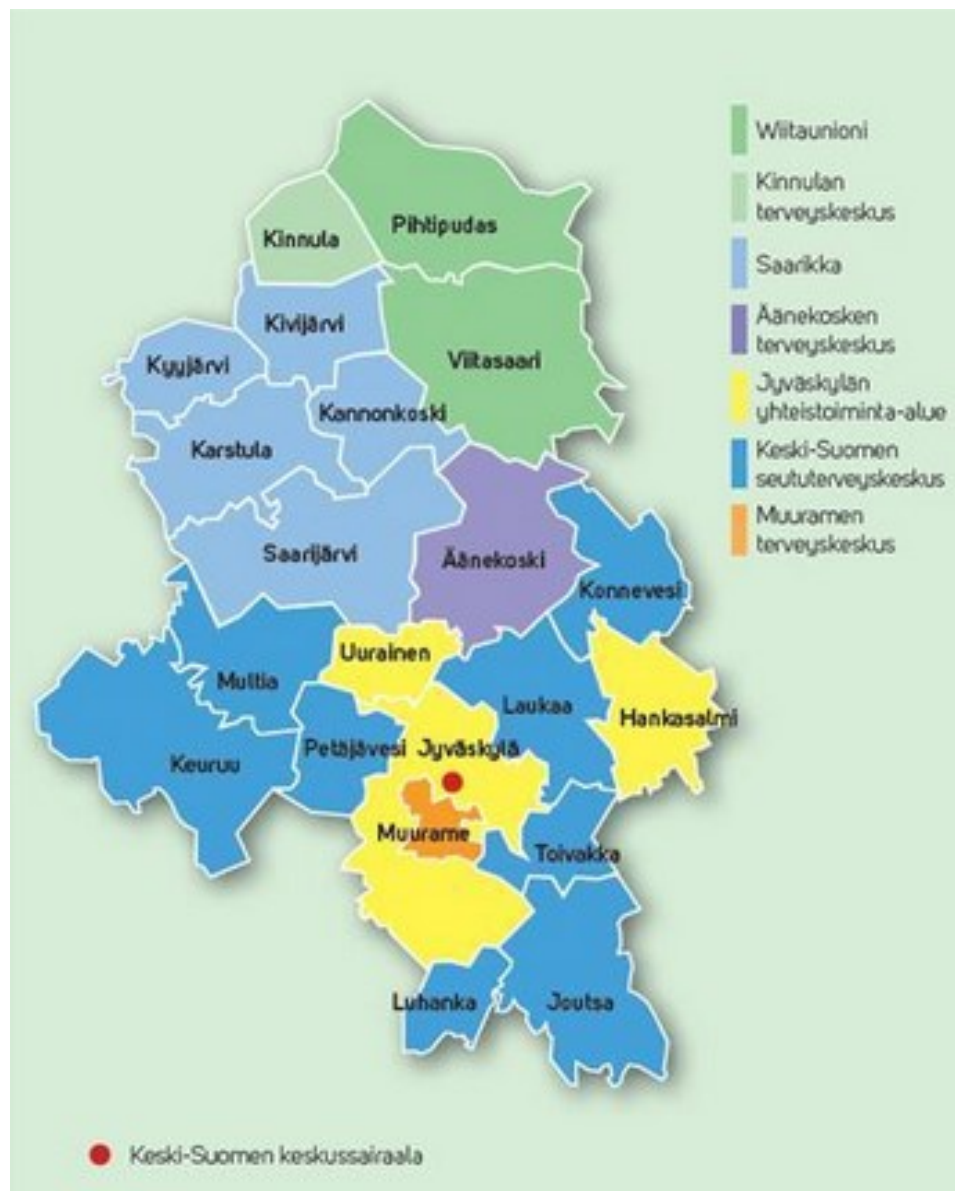 Wiitaunioni
Kinnulan
terveyskeskus
Saarikka
Äänekosken
terveyskeskus
Jyväskylän
yhteistoiminta-alue
Keski-Suomen
seututerveyskeskus
Muuramen
terveyskeskus
Pihtipudas
Kinnula
Kivijärvi
Viitasaari
Kyyjärvi
Kannonkoski
Karstula
Saarijärvi
Äänekoski
Konnevesi
Uurainen
Multia
Laukaa
Hankasalmi
Petäjävesi
Jyväskylä
Keuruu
Muurame
Toivakka
Luhanka
Joutsa
Keski-Suomen keskussairaala